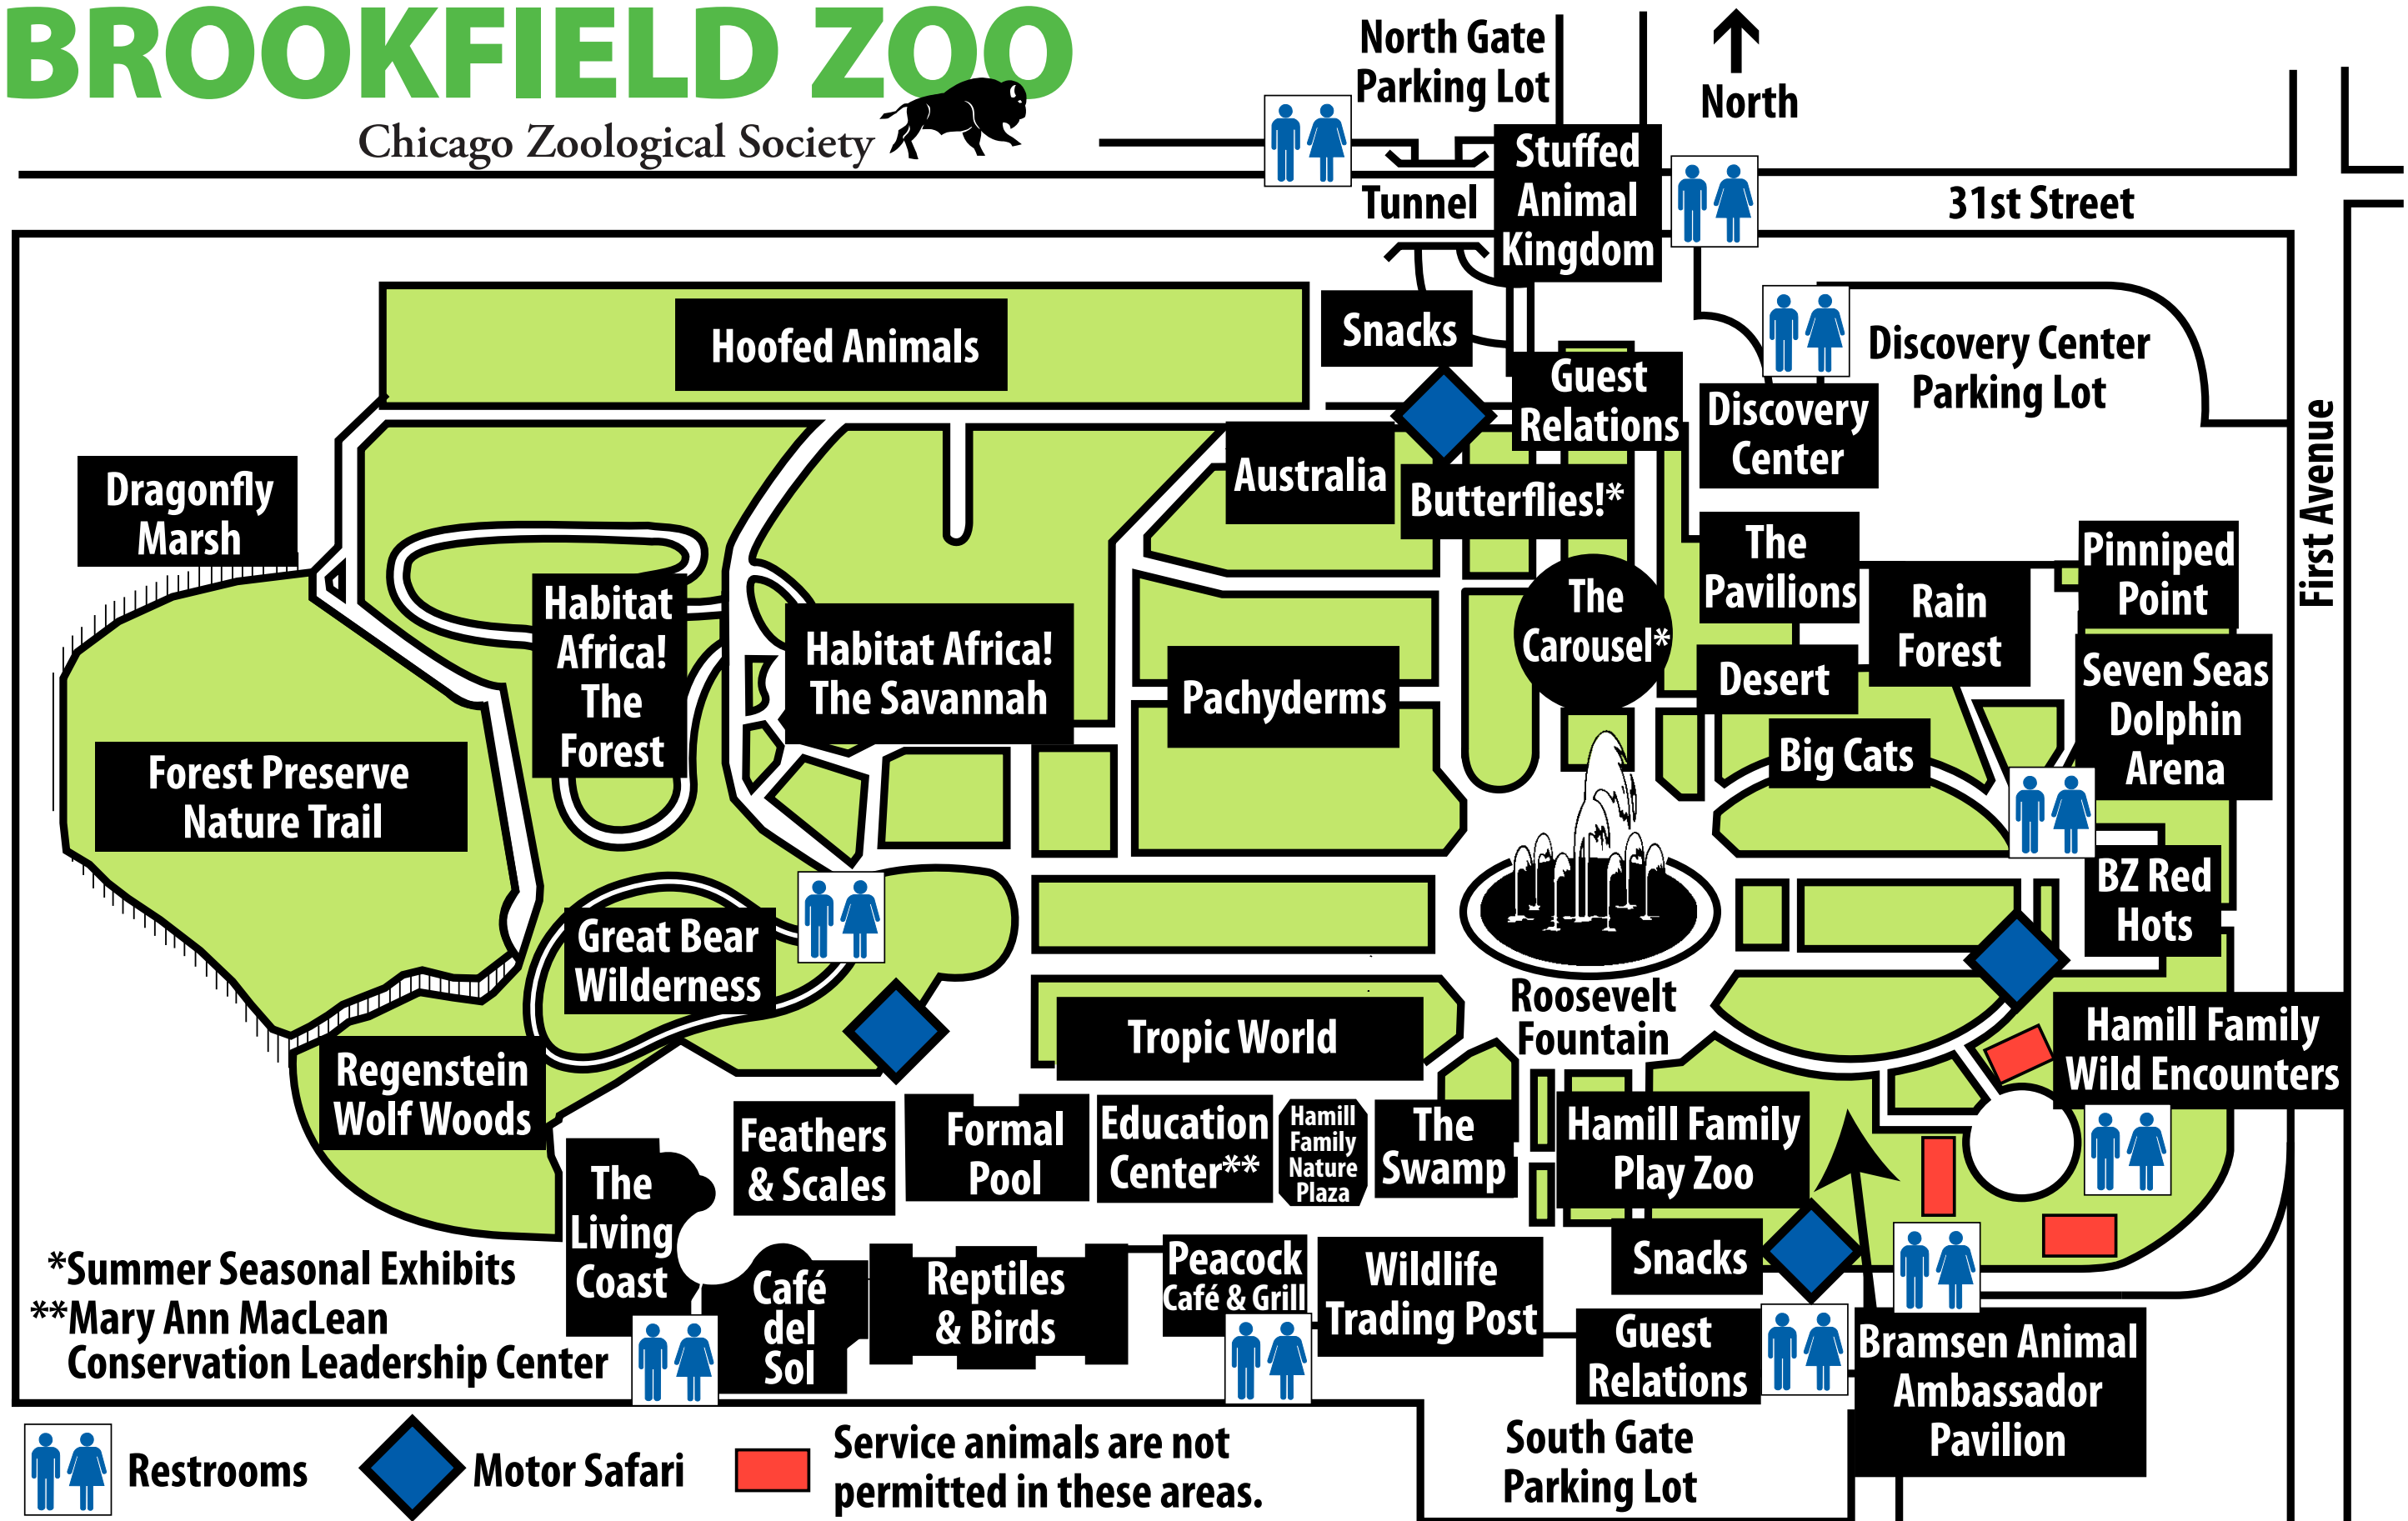 BROOKFIELD ZOO
Chicago Zoological Society
North Gate
Parking Lot
North
Stuffed
Animal
Kingdom
Tunnel
31st Street
Hoofed Animals
Snacks
Guest
Relations
Discovery Center
Parking Lot
Discovery
Center
First Avenue
Dragonfly
Marsh
Australia
Butterflies!*
The
Pavilions
Pinniped
Point
Habitat
Africa!
The
Forest
Habitat Africa!
The Savannah
Pachyderms
The
Carousel*
Rain
Forest
Desert
Seven Seas
Dolphin
Arena
Big Cats
Forest Preserve
Nature Trail
BZ Red
Hots
Great Bear
Wilderness
Roosevelt
Fountain
Tropic World
Hamill Family
Wild Encounters
Regenstein
Wolf Woods
Feathers
& Scales
Formal
Pool
Education
Center**
Hamill
Family
Nature
Plaza
The
Swamp
Hamill Family
Play Zoo
The
Living
Coast
Café
del
Sol
Reptiles
& Birds
Peacock
Café & Grill
Wildlife
Trading Post
Snacks
Guest
Relations
Bramsen Animal
Ambassador
Pavilion
*Summer Seasonal Exhibits
**Mary Ann MacLean
Conservation Leadership Center
Restrooms
Motor Safari
Service animals are not
permitted in these areas.
South Gate
Parking Lot